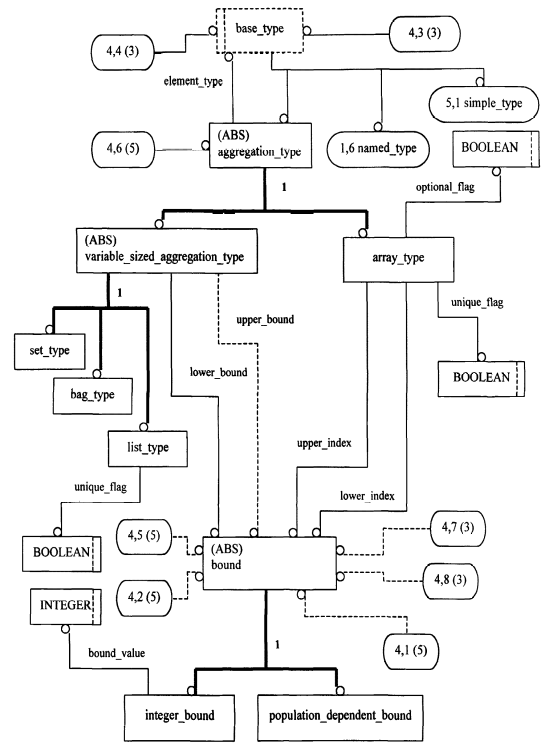 base_type
4,4 (3)
4,3 (3)
element_type
5,1 simple_type
4,6 (5)
(ABS)
aggregation_type
1,6 named_type
BOOLEAN
optional_flag
1
(ABS)
variable_sized_aggregation_type
array_type
1
upper_bound
unique_flag
set_type
lower_bound
bag_type
BOOLEAN
list_type
upper_index
unique_flag
lower_index
4,5 (5)
4,7 (3)
BOOLEAN
(ABS)
bound
4,2 (5)
4,8 (3)
INTEGER
4,1 (5)
1
bound_value
integer_bound
population_dependent_bound